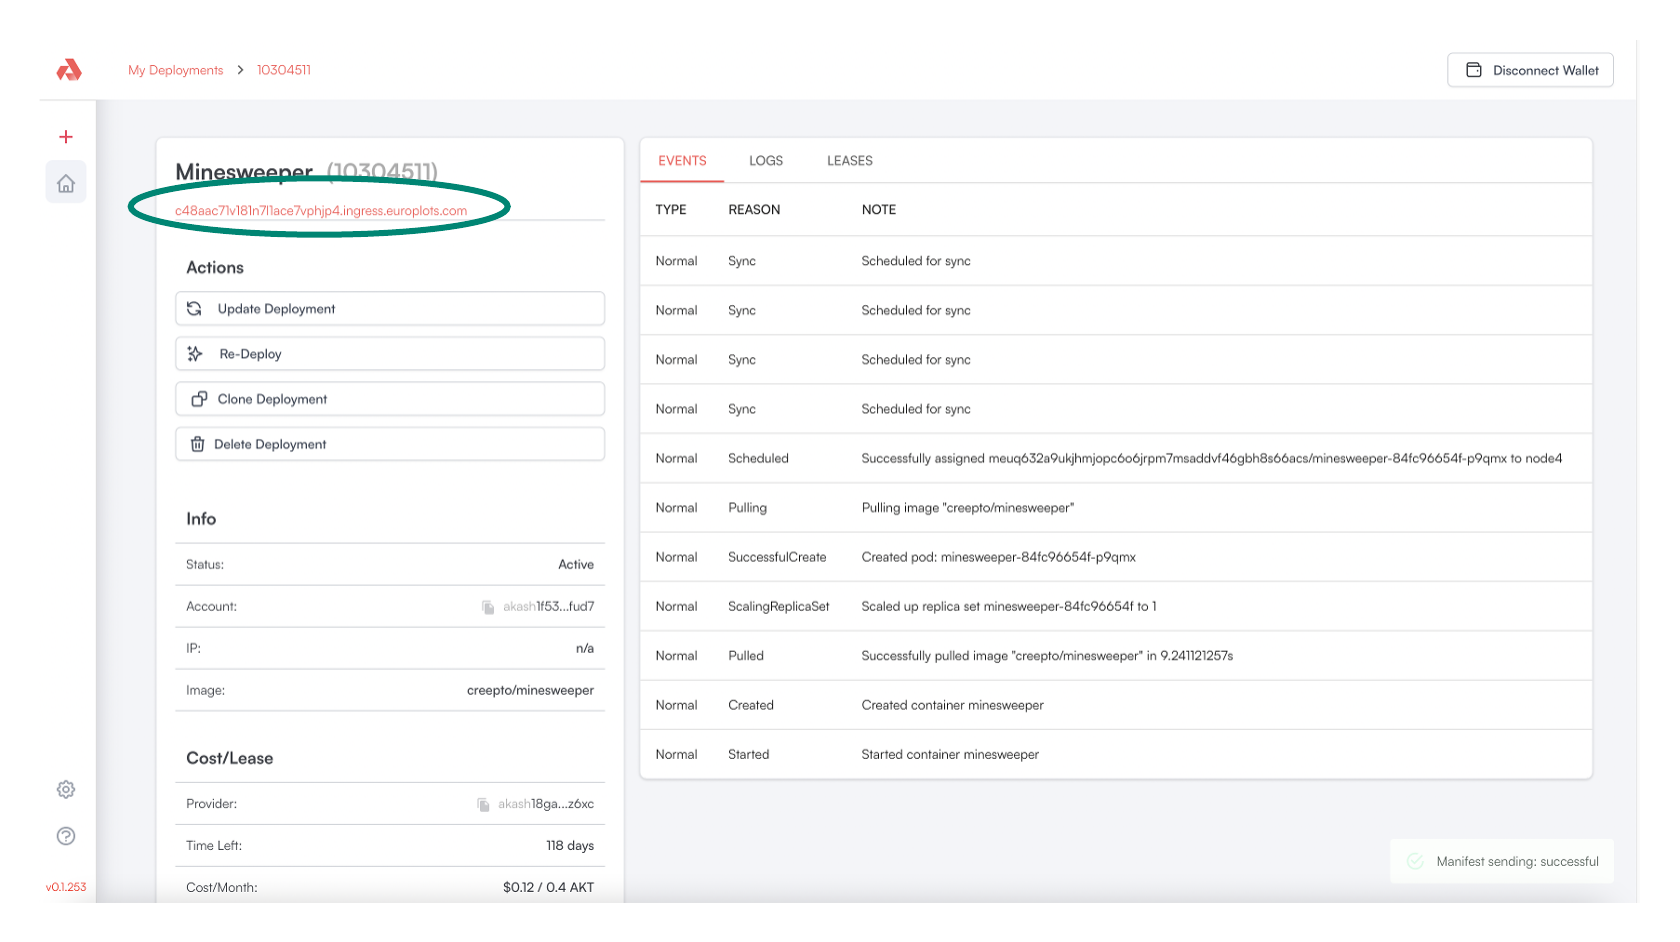 My Deployments > 10304511
Disconnect Wallet
Minesweeper (10304511)
c48aac71v181n7l1ace7vphjp4.ingress.europlots.com
Actions
Update Deployment
Re-Deploy
Clone Deployment
Delete Deployment
Info
Status: Active
Account: akash1f53...fud7
IP: n/a
Image: creepto/minesweeper
Cost/Lease
Provider: akash18ga...z6xc
Time Left: 118 days
Cost/Month: $0.12 / 0.4 AKT
v0.1.253
EVENTS LOGS LEASES
TYPE REASON NOTE
Normal Sync Scheduled for sync
Normal Sync Scheduled for sync
Normal Sync Scheduled for sync
Normal Sync Scheduled for sync
Normal Scheduled Successfully assigned meuq632a9ukjhmjopc6o6jrpm7msaddvf46gbh8s66acs/minesweeper-84fc96654f-p9qmx to node4
Normal Pulling Pulling image "creepto/minesweeper"
Normal SuccessfulCreate Created pod: minesweeper-84fc96654f-p9qmx
Normal ScalingReplicaSet Scaled up replica set minesweeper-84fc96654f to 1
Normal Pulled Successfully pulled image "creepto/minesweeper" in 9.241121257s
Normal Created Created container minesweeper
Normal Started Started container minesweeper
Manifest sending: successful